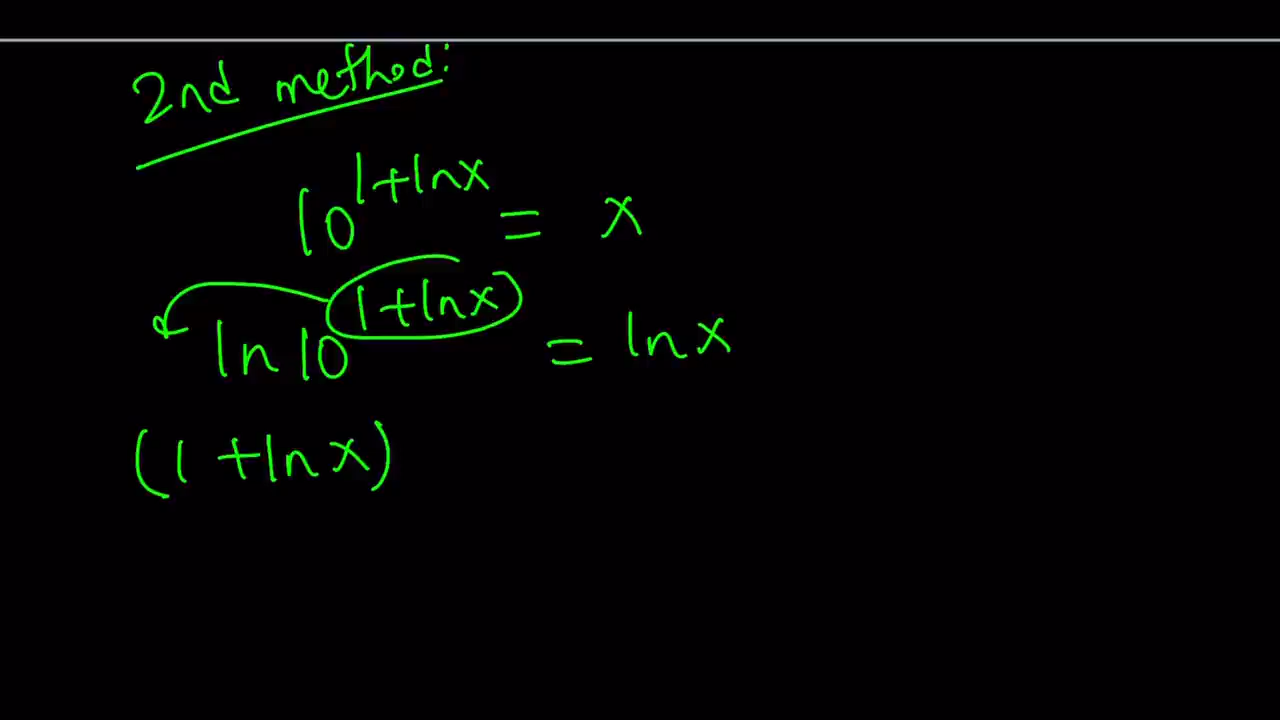 2nd method:
10^{1+lnx} = x
ln10^{(1+lnx)} = lnx
(1+lnx)